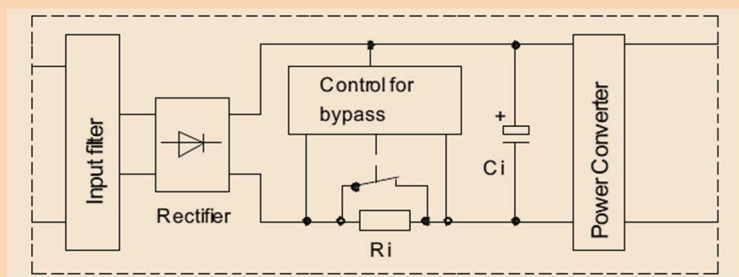 Input filter
Rectifier
Control for
bypass
Ri
+
Ci
Power Converter